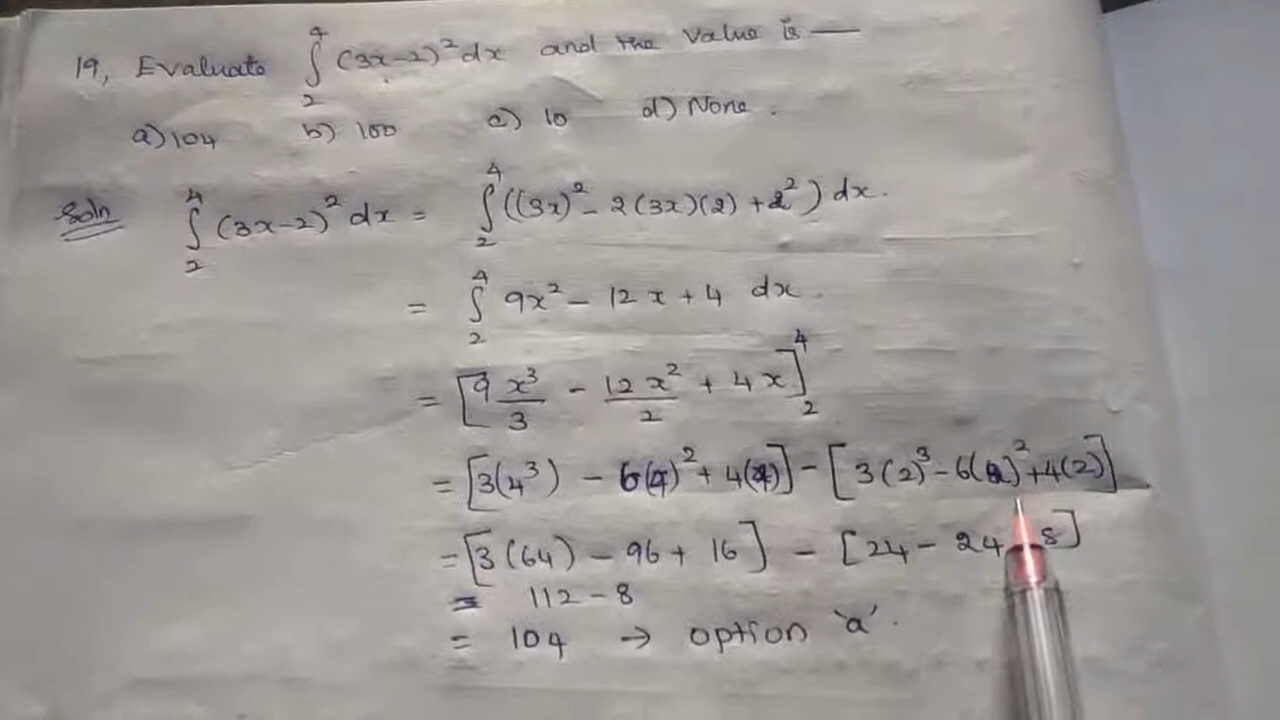 19, Evaluate ∫₂⁴ (3x-2)² dx and the value is —
a) 104 b) 100 c) 10 d) None.
Soln ∫₂⁴ (3x-2)² dx = ∫₂⁴ ((3x)² - 2(3x)(2) + 2²) dx.
= ∫₂⁴ 9x² - 12x + 4 dx.
= [9 x³/3 - 12x²/2 + 4x]₂⁴
= [3(4³) - 6(4)² + 4(4)] - [3(2)³ - 6(2)² + 4(2)]
= [3(64) - 96 + 16] - [24 - 24 8]
= 112 - 8
= 104 → option 'a'.